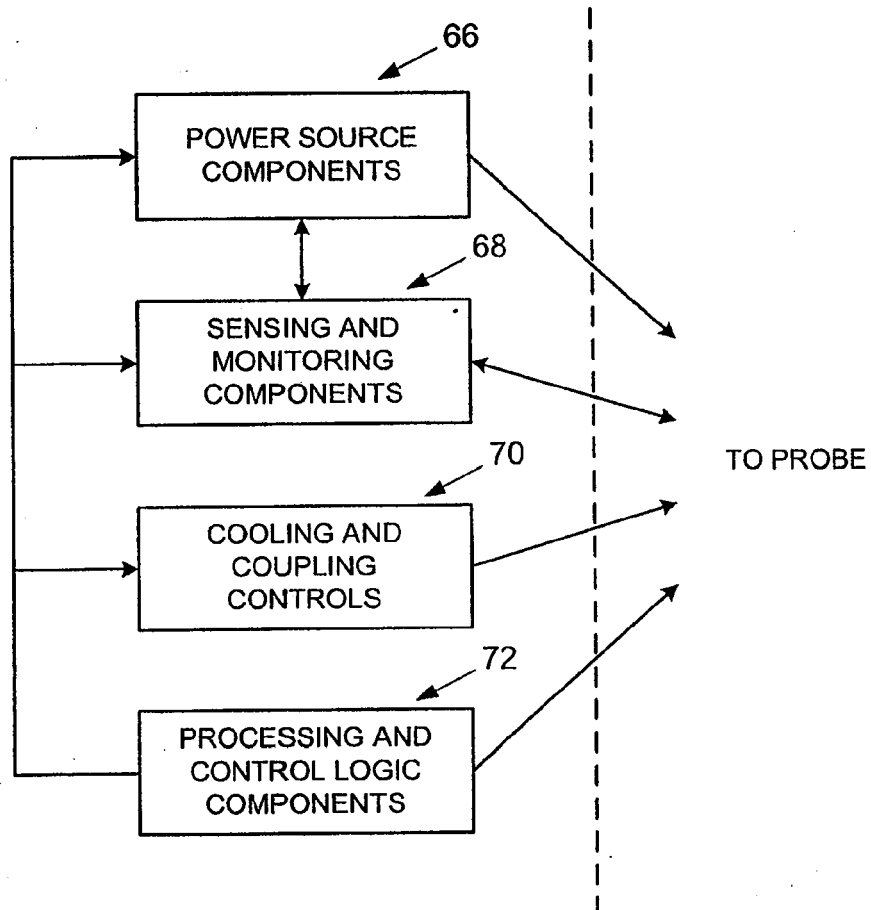 66
POWER SOURCE
COMPONENTS
68
SENSING AND
MONITORING
COMPONENTS
70
TO PROBE
COOLING AND
COUPLING
CONTROLS
72
PROCESSING AND
CONTROL LOGIC
COMPONENTS